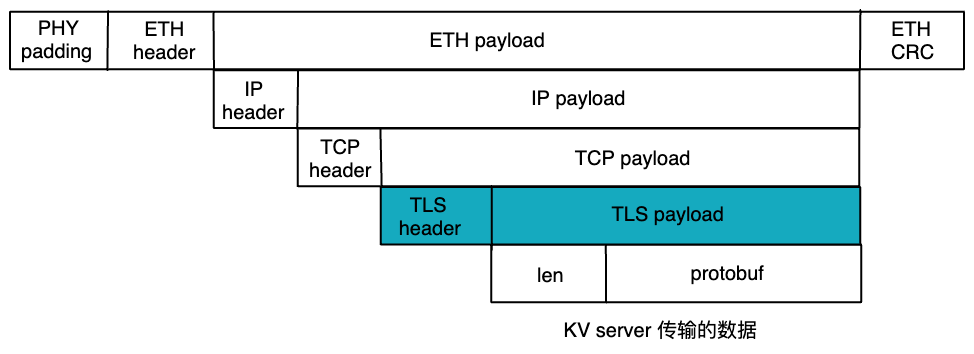 PHY
padding
ETH
header
ETH payload
ETH
CRC
IP
header
IP payload
TCP
header
TCP payload
TLS
header
TLS payload
len
protobuf
KV server 传输的数据